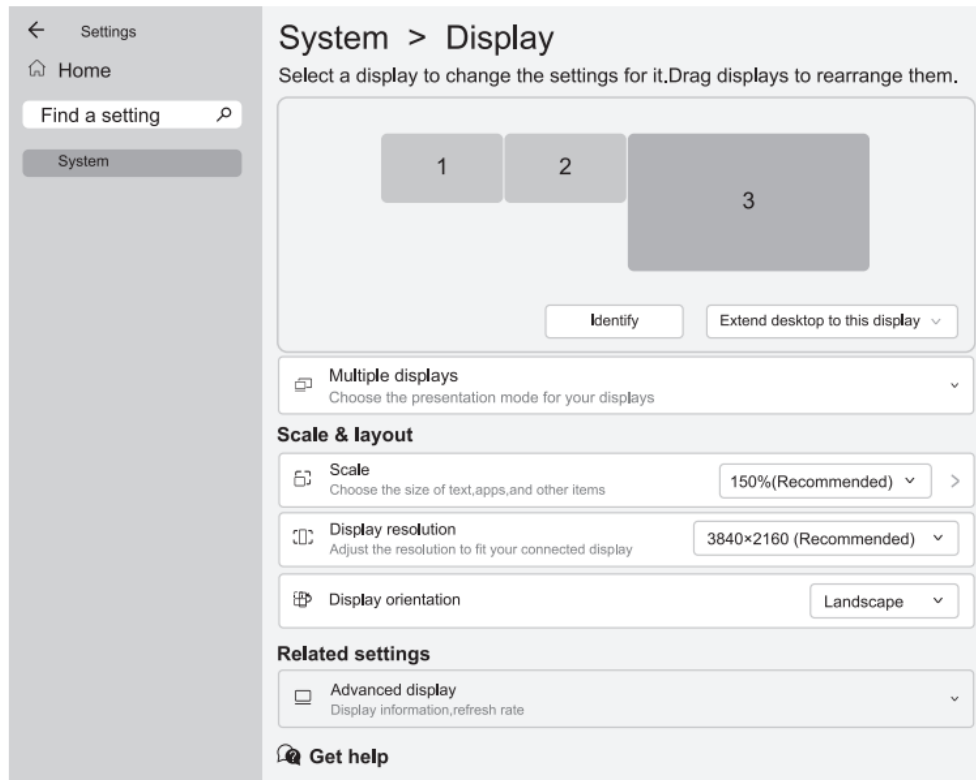 Settings
Home
Find a setting
System
System > Display
Select a display to change the settings for it.Drag displays to rearrange them.
1
2
3
Identify
Extend desktop to this display
Multiple displays
Choose the presentation mode for your displays
Scale & layout
Scale
Choose the size of text,apps,and other items
150%(Recommended)
Display resolution
Adjust the resolution to fit your connected display
3840×2160 (Recommended)
Display orientation
Landscape
Related settings
Advanced display
Display information,refresh rate
Get help